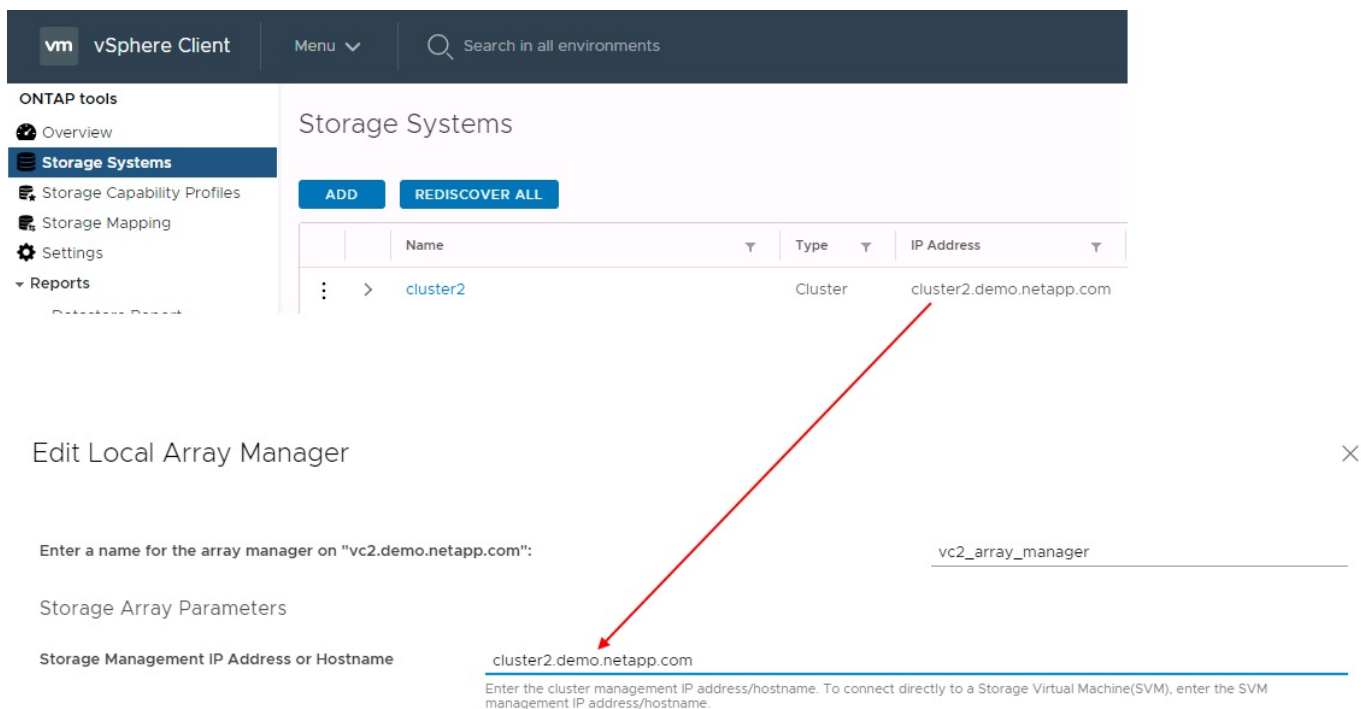 vm vSphere Client Menu Search in all environments
ONTAP tools
Overview
Storage Systems
Storage Capability Profiles
Storage Mapping
Settings
Reports
Storage Systems
ADD REDISCOVER ALL
Name Type IP Address
cluster2 Cluster cluster2.demo.netapp.com
Edit Local Array Manager
Enter a name for the array manager on "vc2.demo.netapp.com": vc2_array_manager
Storage Array Parameters
Storage Management IP Address or Hostname cluster2.demo.netapp.com
Enter the cluster management IP address/hostname. To connect directly to a Storage Virtual Machine(SVM), enter the SVM
management IP address/hostname.